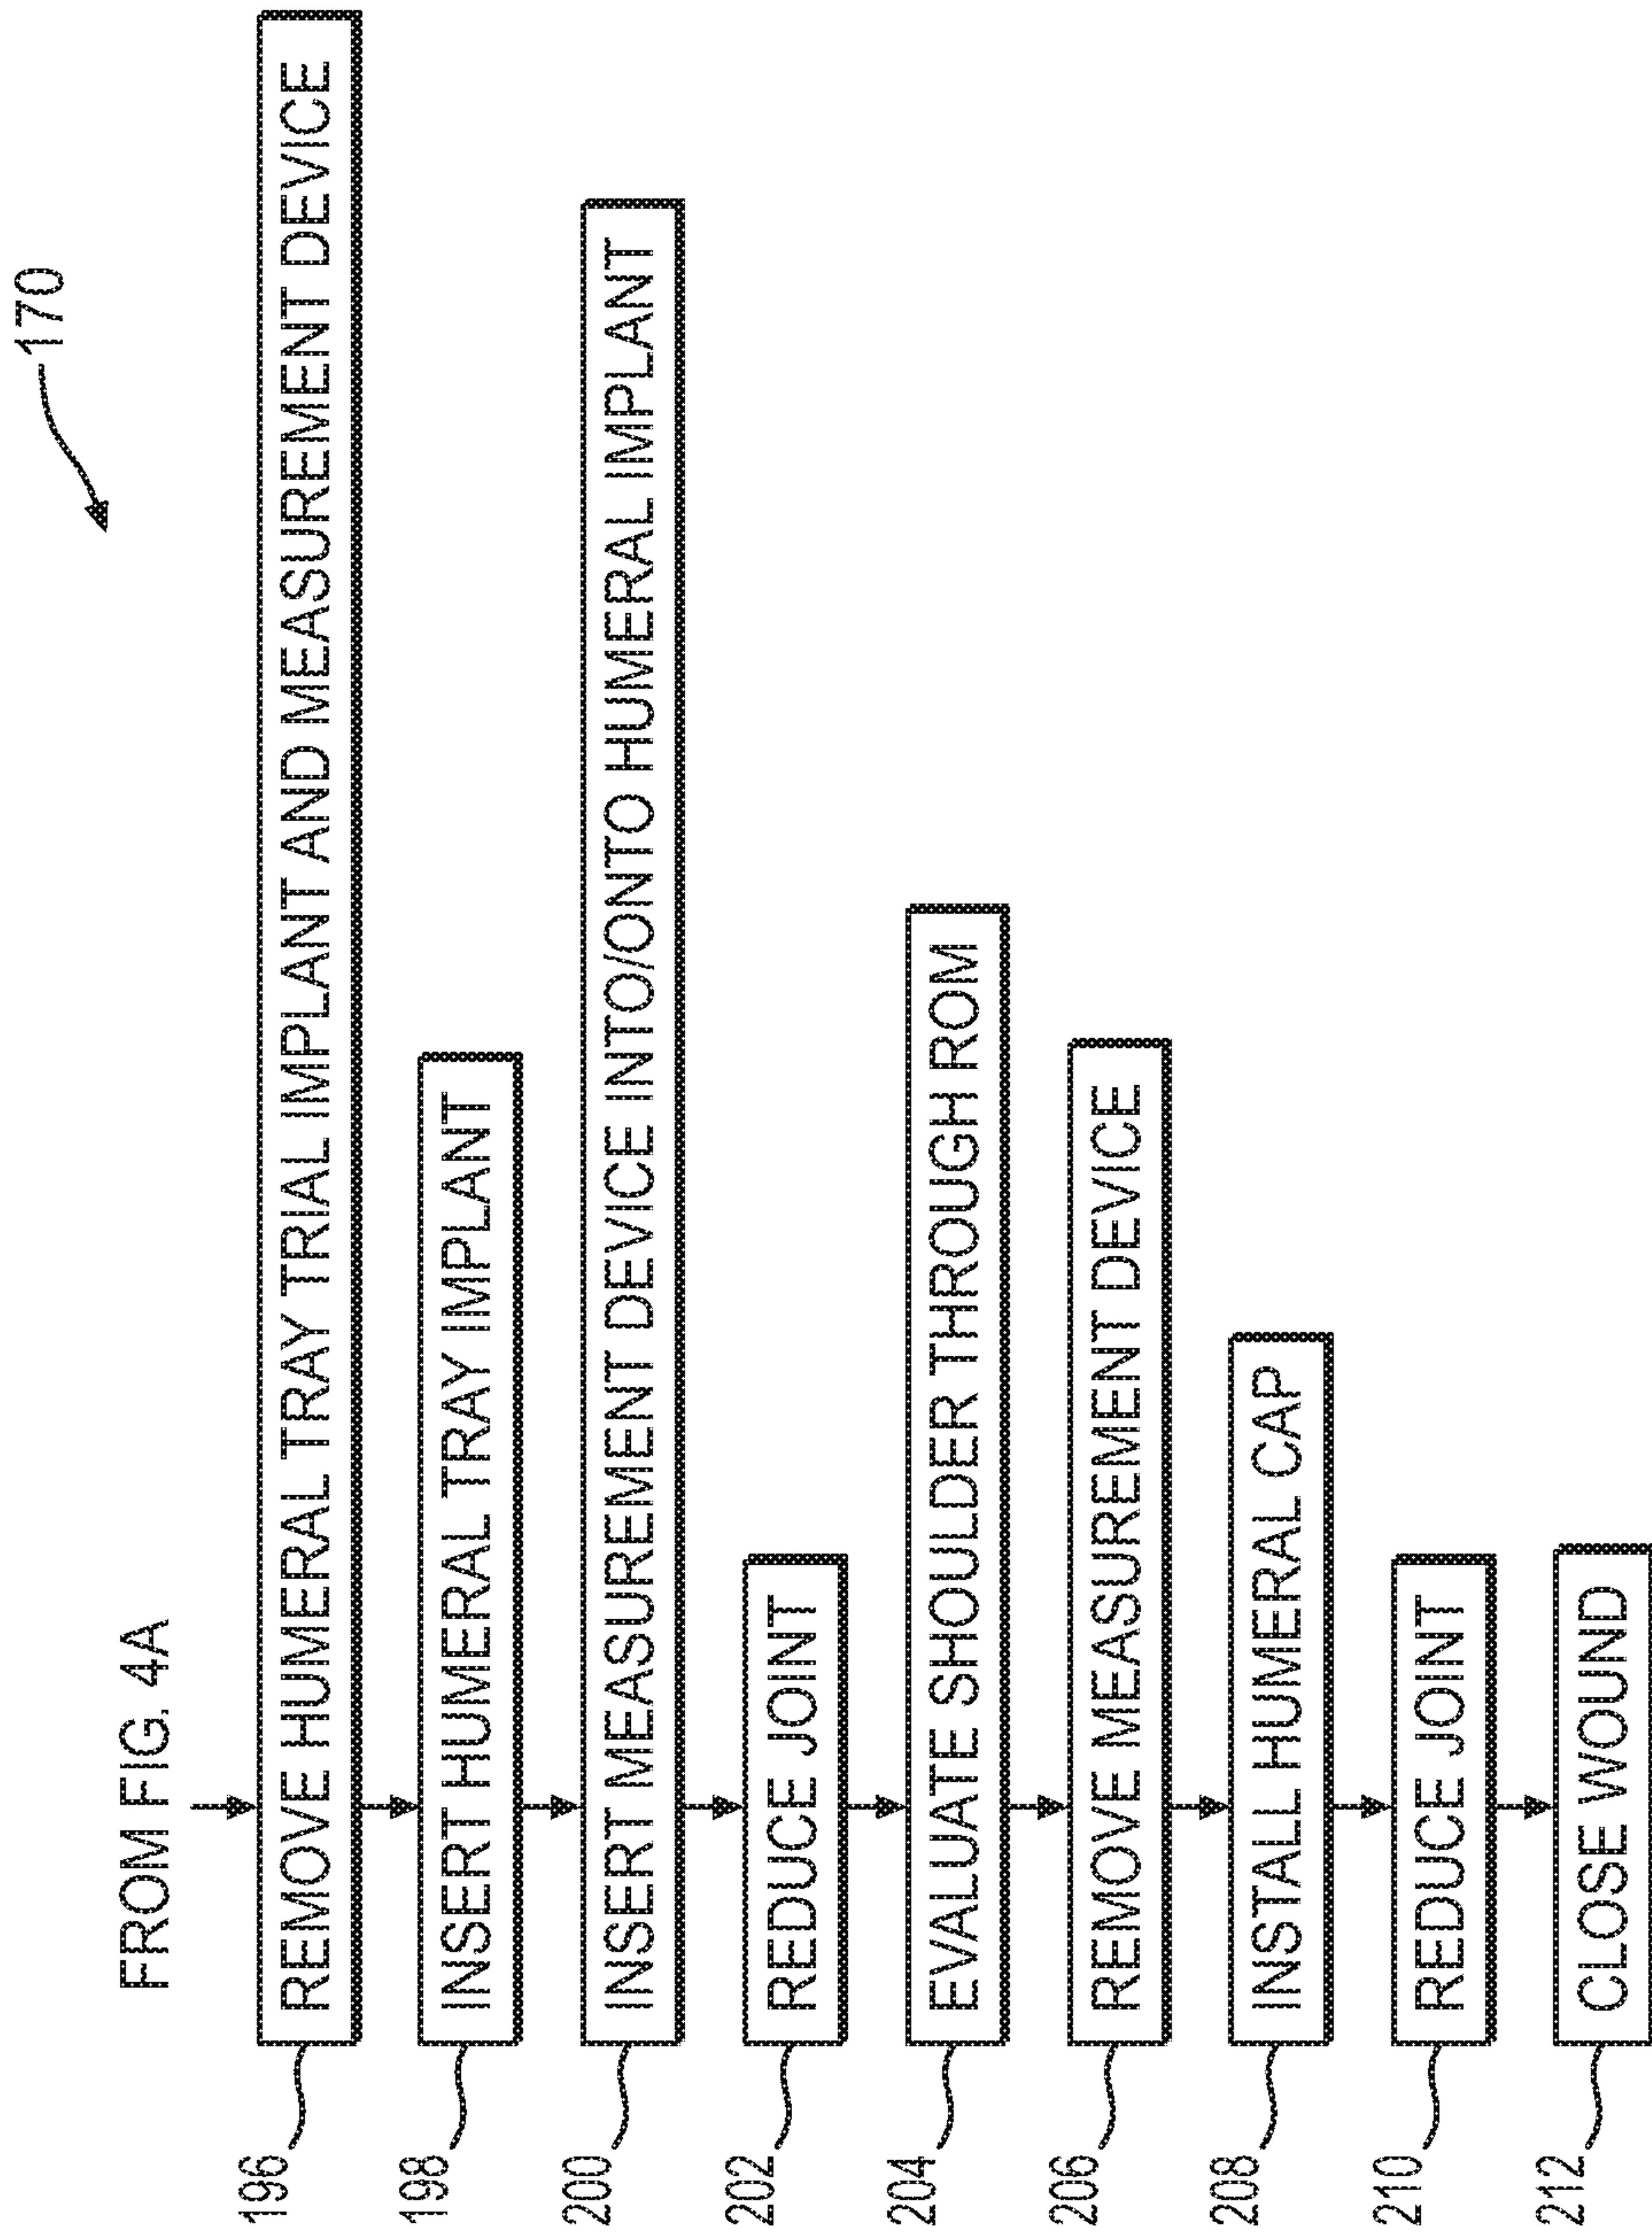 170
FROM FIG. 4A
196 REMOVE HUMERAL TRAY TRIAL IMPLANT AND MEASUREMENT DEVICE
198 INSERT HUMERAL TRAY IMPLANT
200 INSERT MEASUREMENT DEVICE INTO/ONTO HUMERAL IMPLANT
202 REDUCE JOINT
204 EVALUATE SHOULDER THROUGH ROM
206 REMOVE MEASUREMENT DEVICE
208 INSTALL HUMERAL CAP
210 REDUCE JOINT
212 CLOSE WOUND